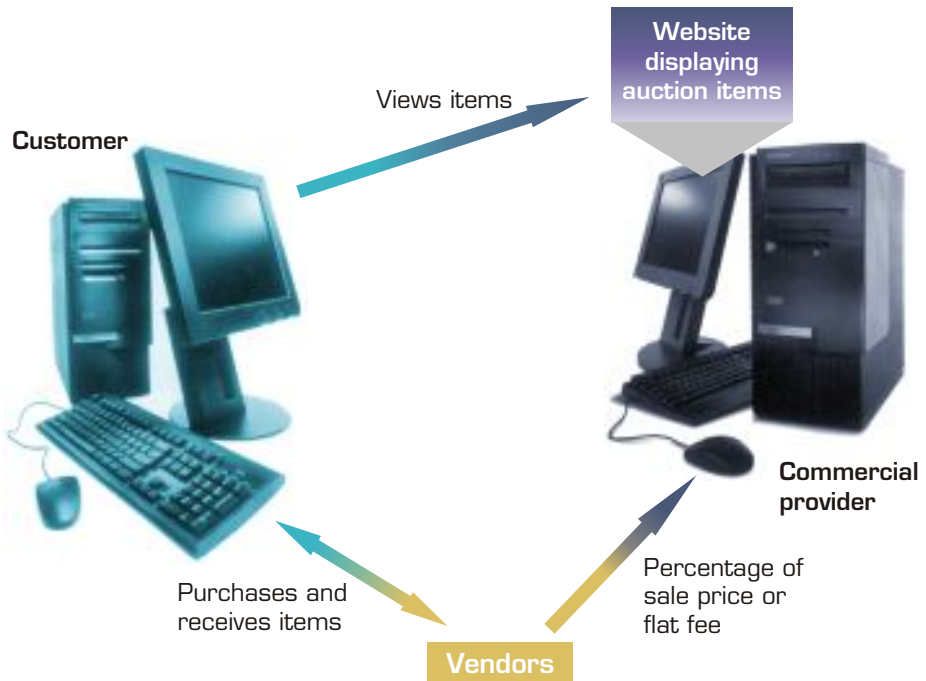 Website
displaying
auction items
Views items
Customer
Commercial
provider
Purchases and
receives items
Percentage of
sale price or
flat fee
Vendors